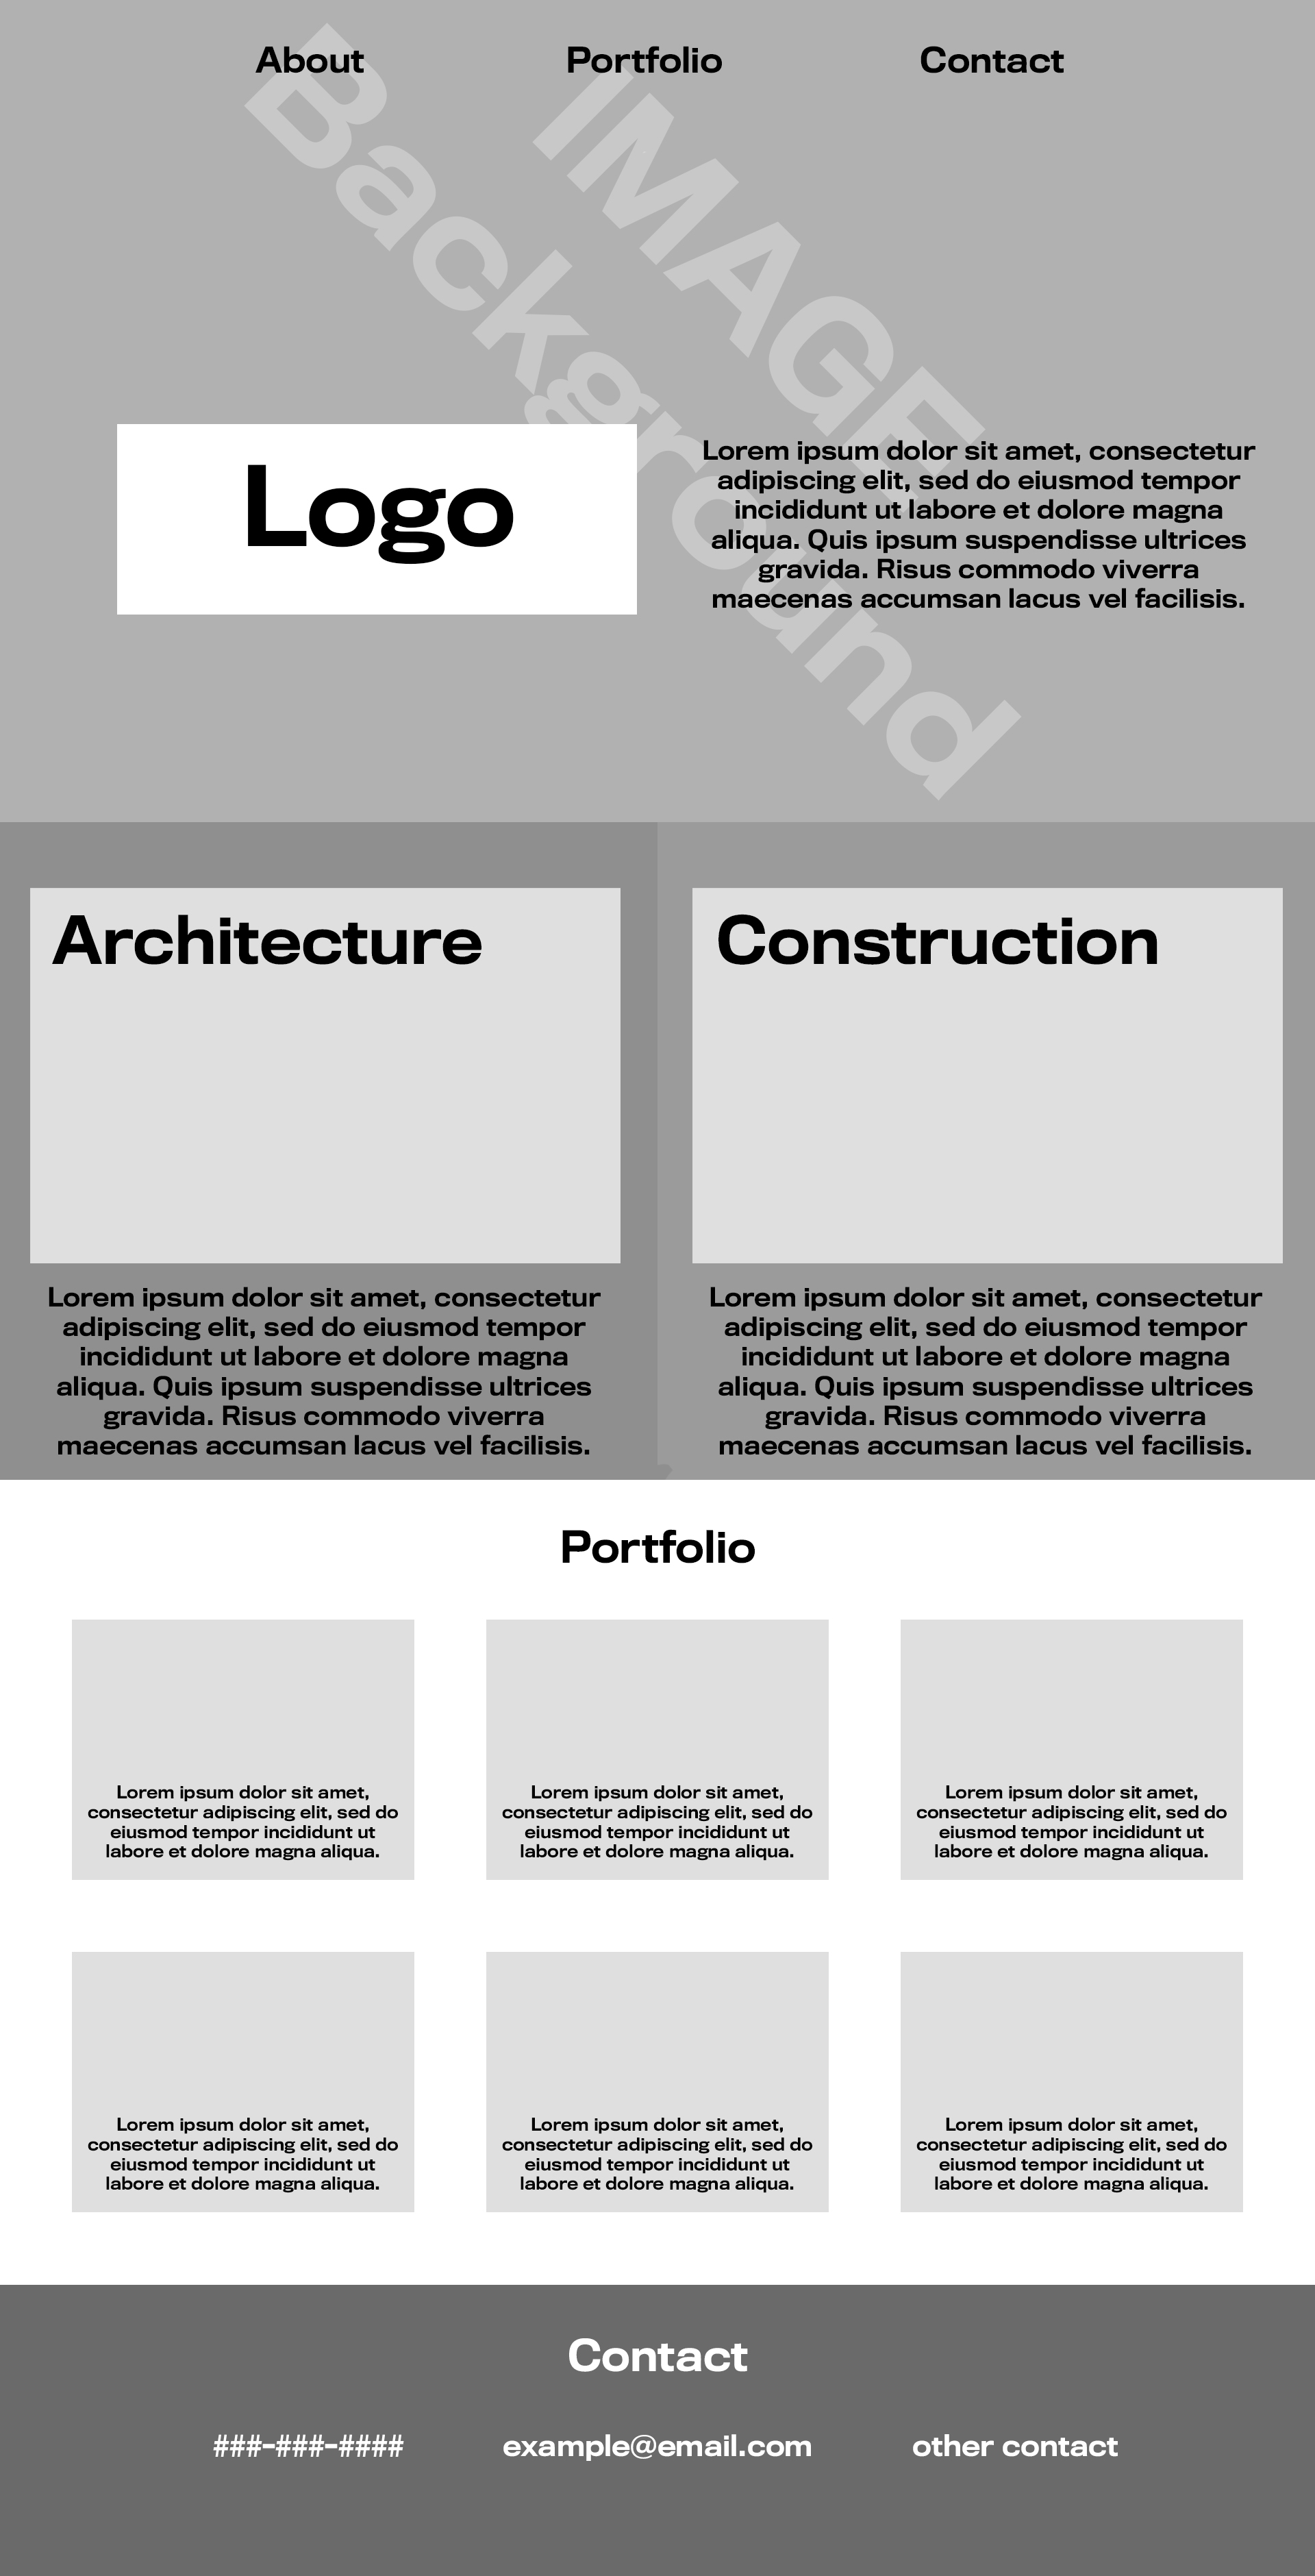 About Portfolio Contact
Background
IMAGE
Logo
Lorem ipsum dolor sit amet, consectetur
adipiscing elit, sed do eiusmod tempor
incididunt ut labore et dolore magna
aliqua. Quis ipsum suspendisse ultrices
gravida. Risus commodo viverra
maecenas accumsan lacus vel facilisis.
Architecture
Lorem ipsum dolor sit amet, consectetur
adipiscing elit, sed do eiusmod tempor
incididunt ut labore et dolore magna
aliqua. Quis ipsum suspendisse ultrices
gravida. Risus commodo viverra
maecenas accumsan lacus vel facilisis.
Construction
Lorem ipsum dolor sit amet, consectetur
adipiscing elit, sed do eiusmod tempor
incididunt ut labore et dolore magna
aliqua. Quis ipsum suspendisse ultrices
gravida. Risus commodo viverra
maecenas accumsan lacus vel facilisis.
Portfolio
Lorem ipsum dolor sit amet,
consectetur adipiscing elit, sed do
eiusmod tempor incididunt ut
labore et dolore magna aliqua.
Lorem ipsum dolor sit amet,
consectetur adipiscing elit, sed do
eiusmod tempor incididunt ut
labore et dolore magna aliqua.
Lorem ipsum dolor sit amet,
consectetur adipiscing elit, sed do
eiusmod tempor incididunt ut
labore et dolore magna aliqua.
Lorem ipsum dolor sit amet,
consectetur adipiscing elit, sed do
eiusmod tempor incididunt ut
labore et dolore magna aliqua.
Lorem ipsum dolor sit amet,
consectetur adipiscing elit, sed do
eiusmod tempor incididunt ut
labore et dolore magna aliqua.
Lorem ipsum dolor sit amet,
consectetur adipiscing elit, sed do
eiusmod tempor incididunt ut
labore et dolore magna aliqua.
Contact
###-###-#### example@email.com other contact